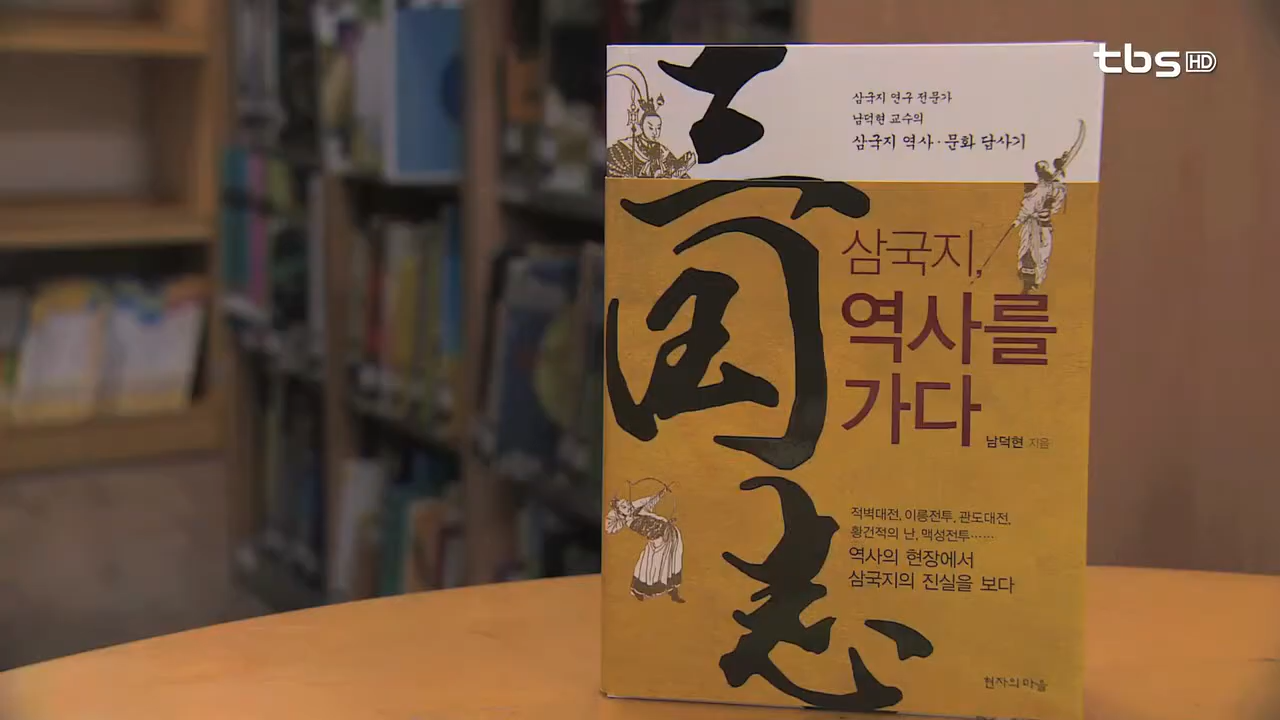 tbs HD
삼국지 연구 전문가
남덕현 교수의
삼국지 역사·문화 답사기
三国志
삼국지,
역사를
가다
남덕현 지음
적벽대전, 이릉전투, 관도대전,
황건적의 난, 맥성전투……
역사의 현장에서
삼국지의 진실을 보다
현자의 마을